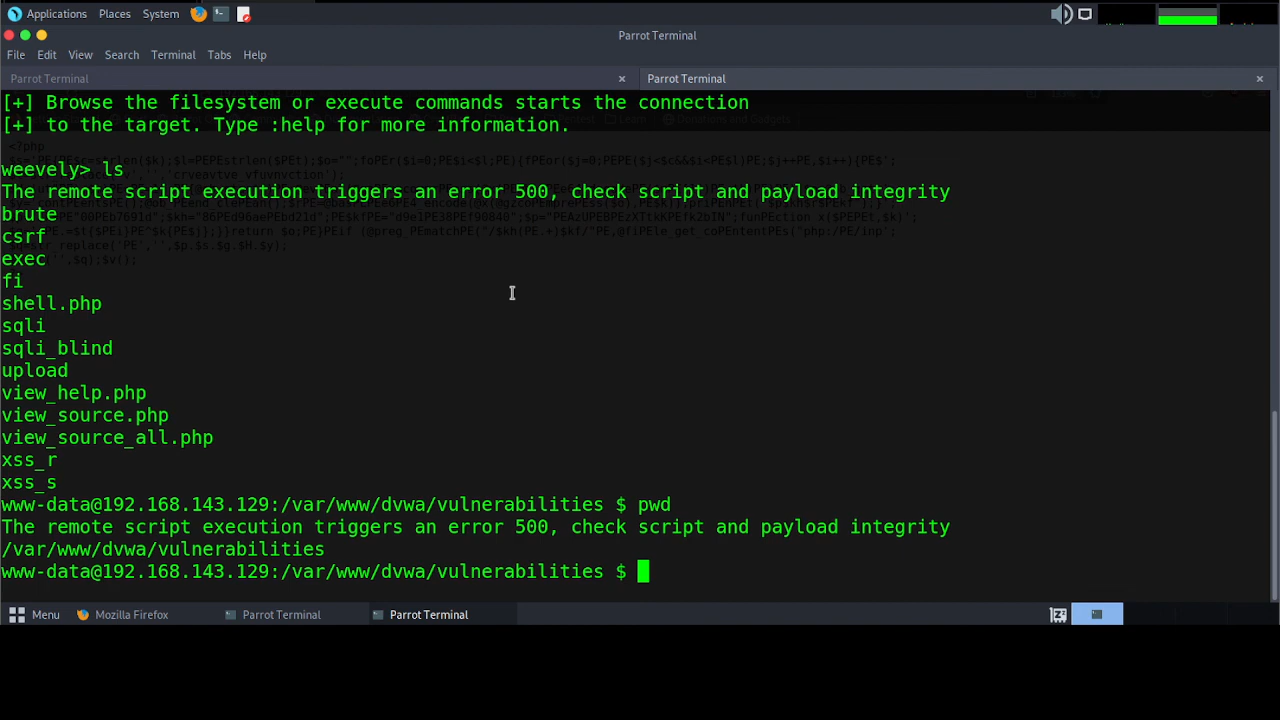 Applications Places System
Parrot Terminal
File Edit View Search Terminal Tabs Help
Parrot Terminal
Parrot Terminal
[+] Browse the filesystem or execute commands starts the connection
[+] to the target. Type :help for more information.
<?php
weevely> ls
The remote script execution triggers an error 500, check script and payload integrity
brute
csrf
exec
fi
shell.php
sqli
sqli_blind
upload
view_help.php
view_source.php
view_source_all.php
xss_r
xss_s
www-data@192.168.143.129:/var/www/dvwa/vulnerabilities $ pwd
The remote script execution triggers an error 500, check script and payload integrity
/var/www/dvwa/vulnerabilities
www-data@192.168.143.129:/var/www/dvwa/vulnerabilities $
Menu Mozilla Firefox Parrot Terminal Parrot Terminal